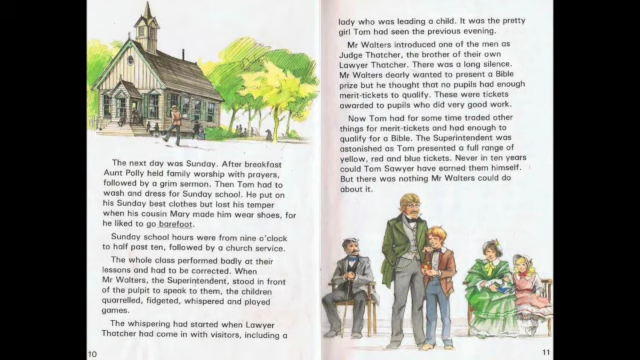 The next day was Sunday. After breakfast
Aunt Polly held family worship with prayers,
followed by a grim sermon. Then Tom had to
wash and dress for Sunday school. He put on
his Sunday best clothes but lost his temper
when his cousin Mary made him wear shoes, for
he liked to go barefoot.
Sunday school hours were from nine o'clock
to half past ten, followed by a church service.
The whole class performed badly at their
lessons and had to be corrected. When
Mr Walters, the Superintendent, stood in front
of the pulpit to speak to them, the children
quarrelled, fidgeted, whispered and played
games.
The whispering had started when Lawyer
Thatcher had come in with visitors, including a
10
lady who was leading a child. It was the pretty
girl Tom had seen the previous evening.
Mr Walters introduced one of the men as
Judge Thatcher, the brother of their own
Lawyer Thatcher. There was a long silence.
Mr Walters dearly wanted to present a Bible
prize but he thought that no pupils had enough
merit-tickets to qualify. These were tickets
awarded to pupils who did very good work.
Now Tom had for some time traded other
things for merit-tickets and had enough to
qualify for a Bible. The Superintendent was
astonished as Tom presented a full range of
yellow, red and blue tickets. Never in ten years
could Tom Sawyer have earned them himself.
But there was nothing Mr Walters could do
about it.
11